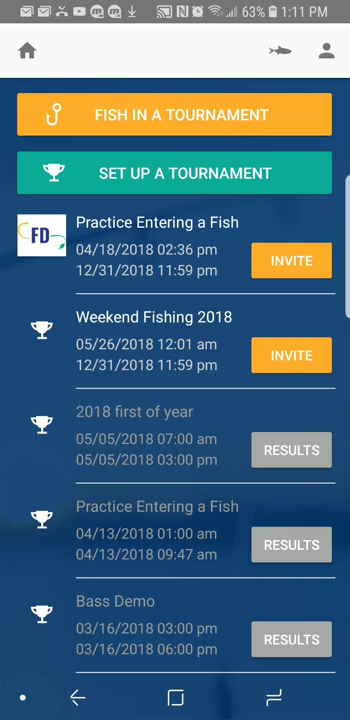 63% 1:11 PM
FISH IN A TOURNAMENT
SET UP A TOURNAMENT
FD
Practice Entering a Fish
04/18/2018 02:36 pm
12/31/2018 11:59 pm
INVITE
Weekend Fishing 2018
05/26/2018 12:01 am
12/31/2018 11:59 pm
INVITE
2018 first of year
05/05/2018 07:00 am
05/05/2018 03:00 pm
RESULTS
Practice Entering a Fish
04/13/2018 01:00 am
04/13/2018 09:47 am
RESULTS
Bass Demo
03/16/2018 03:00 pm
03/16/2018 06:00 pm
RESULTS